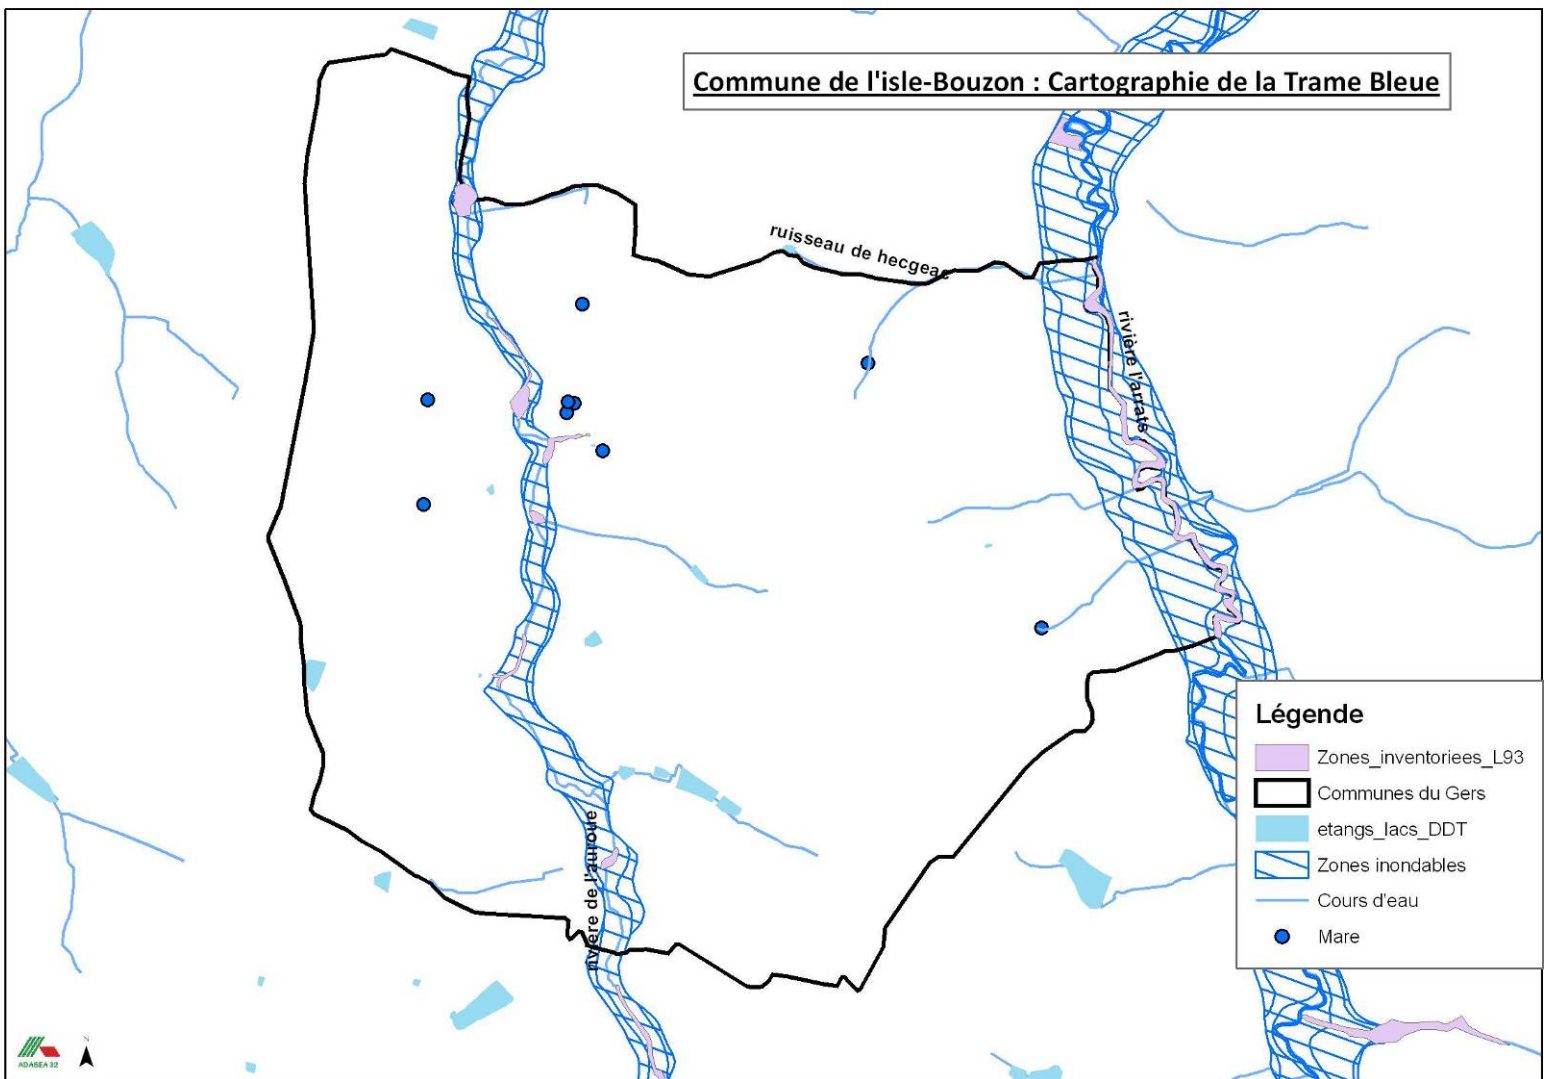 Commune de l'isle-Bouzon : Cartographie de la Trame Bleue
ruisseau de hecgeac
rivière l'arrats
rivière de l'auroue
Légende
Zones_inventoriees_L93
Communes du Gers
etangs_lacs_DDT
Zones inondables
Cours d'eau
Mare
ADASEA 32
N